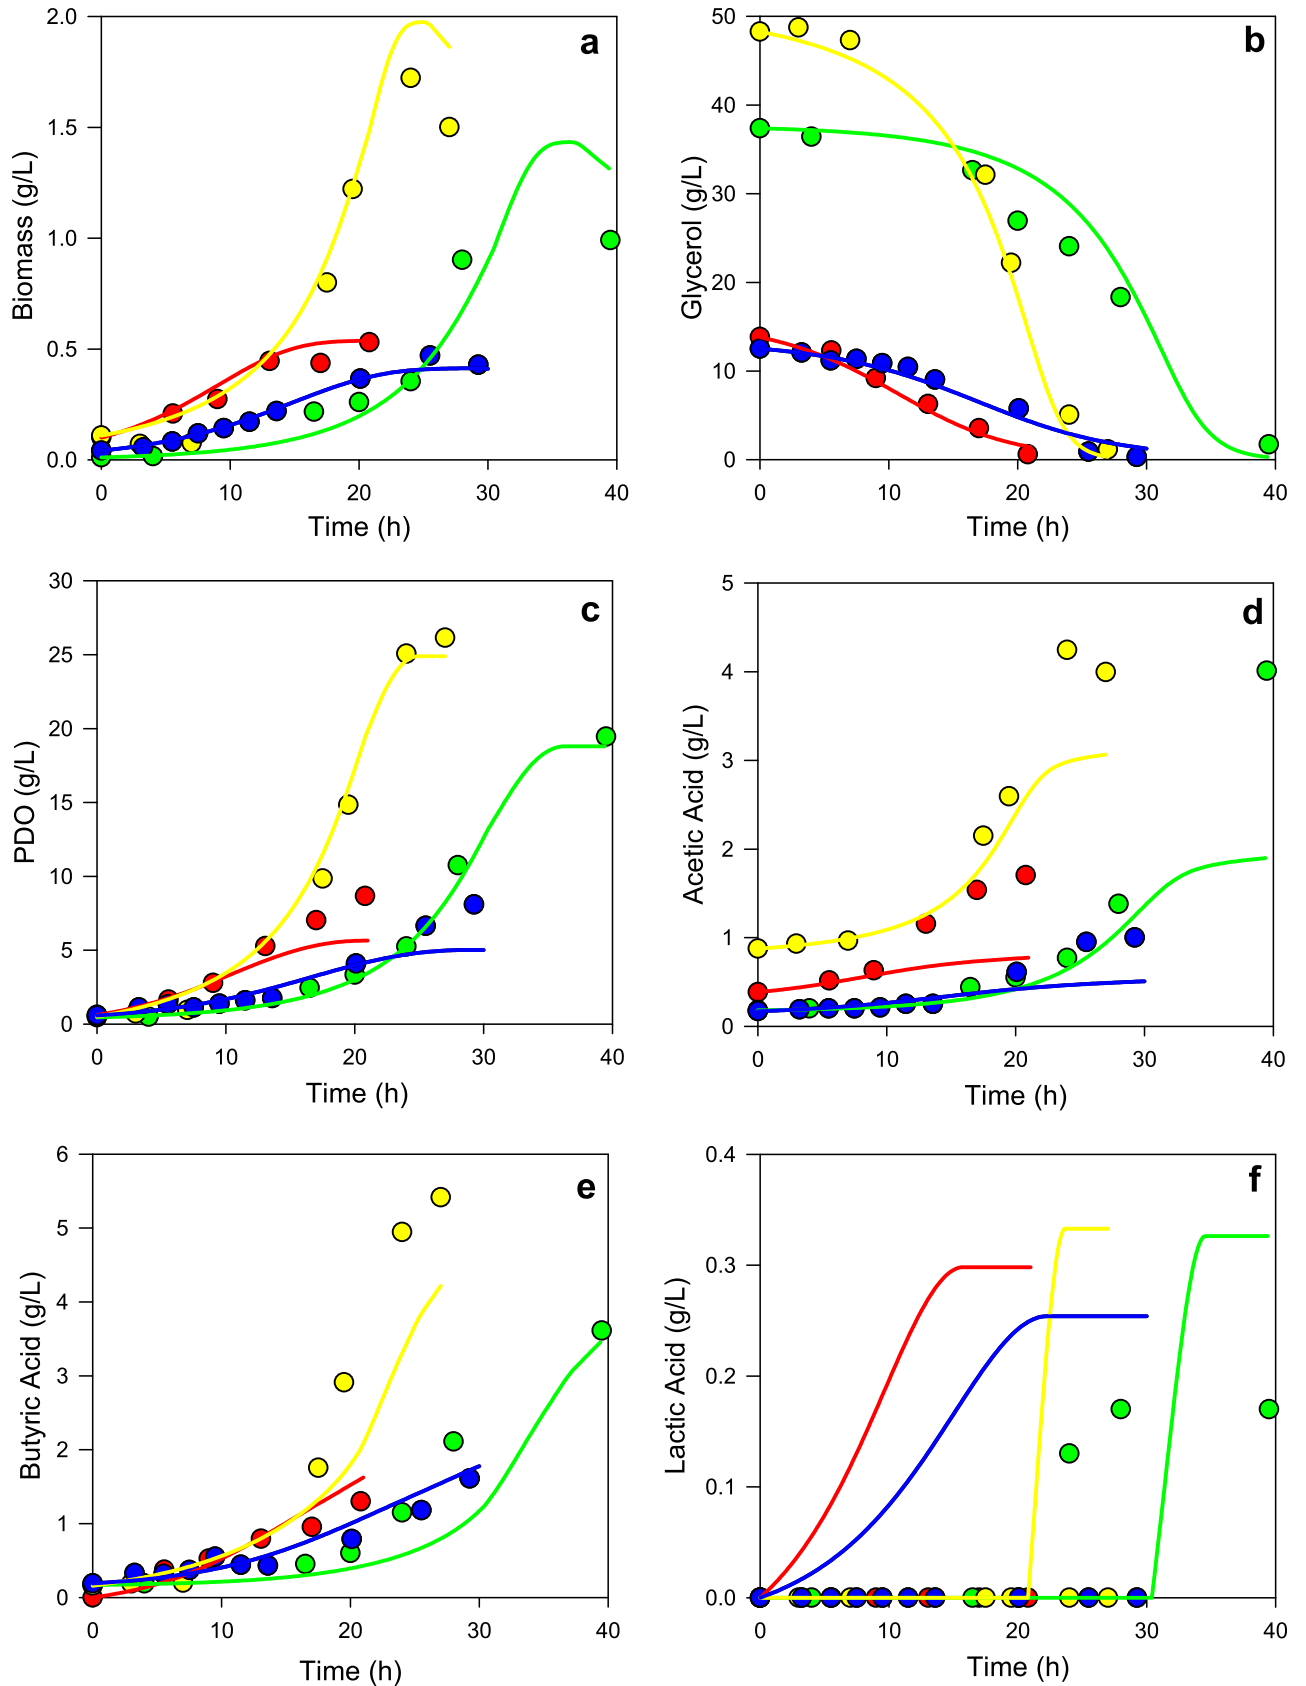 a
2.0
1.5
1.0
0.5
0.0
Biomass (g/L)
0 10 20 30 40
Time (h)
b
50
40
30
20
10
0
Glycerol (g/L)
0 10 20 30 40
Time (h)
c
30
25
20
15
10
5
0
PDO (g/L)
0 10 20 30 40
Time (h)
d
5
4
3
2
1
0
Acetic Acid (g/L)
0 10 20 30 40
Time (h)
e
6
5
4
3
2
1
0
Butyric Acid (g/L)
0 10 20 30 40
Time (h)
f
0.4
0.3
0.2
0.1
0.0
Lactic Acid (g/L)
0 10 20 30 40
Time (h)